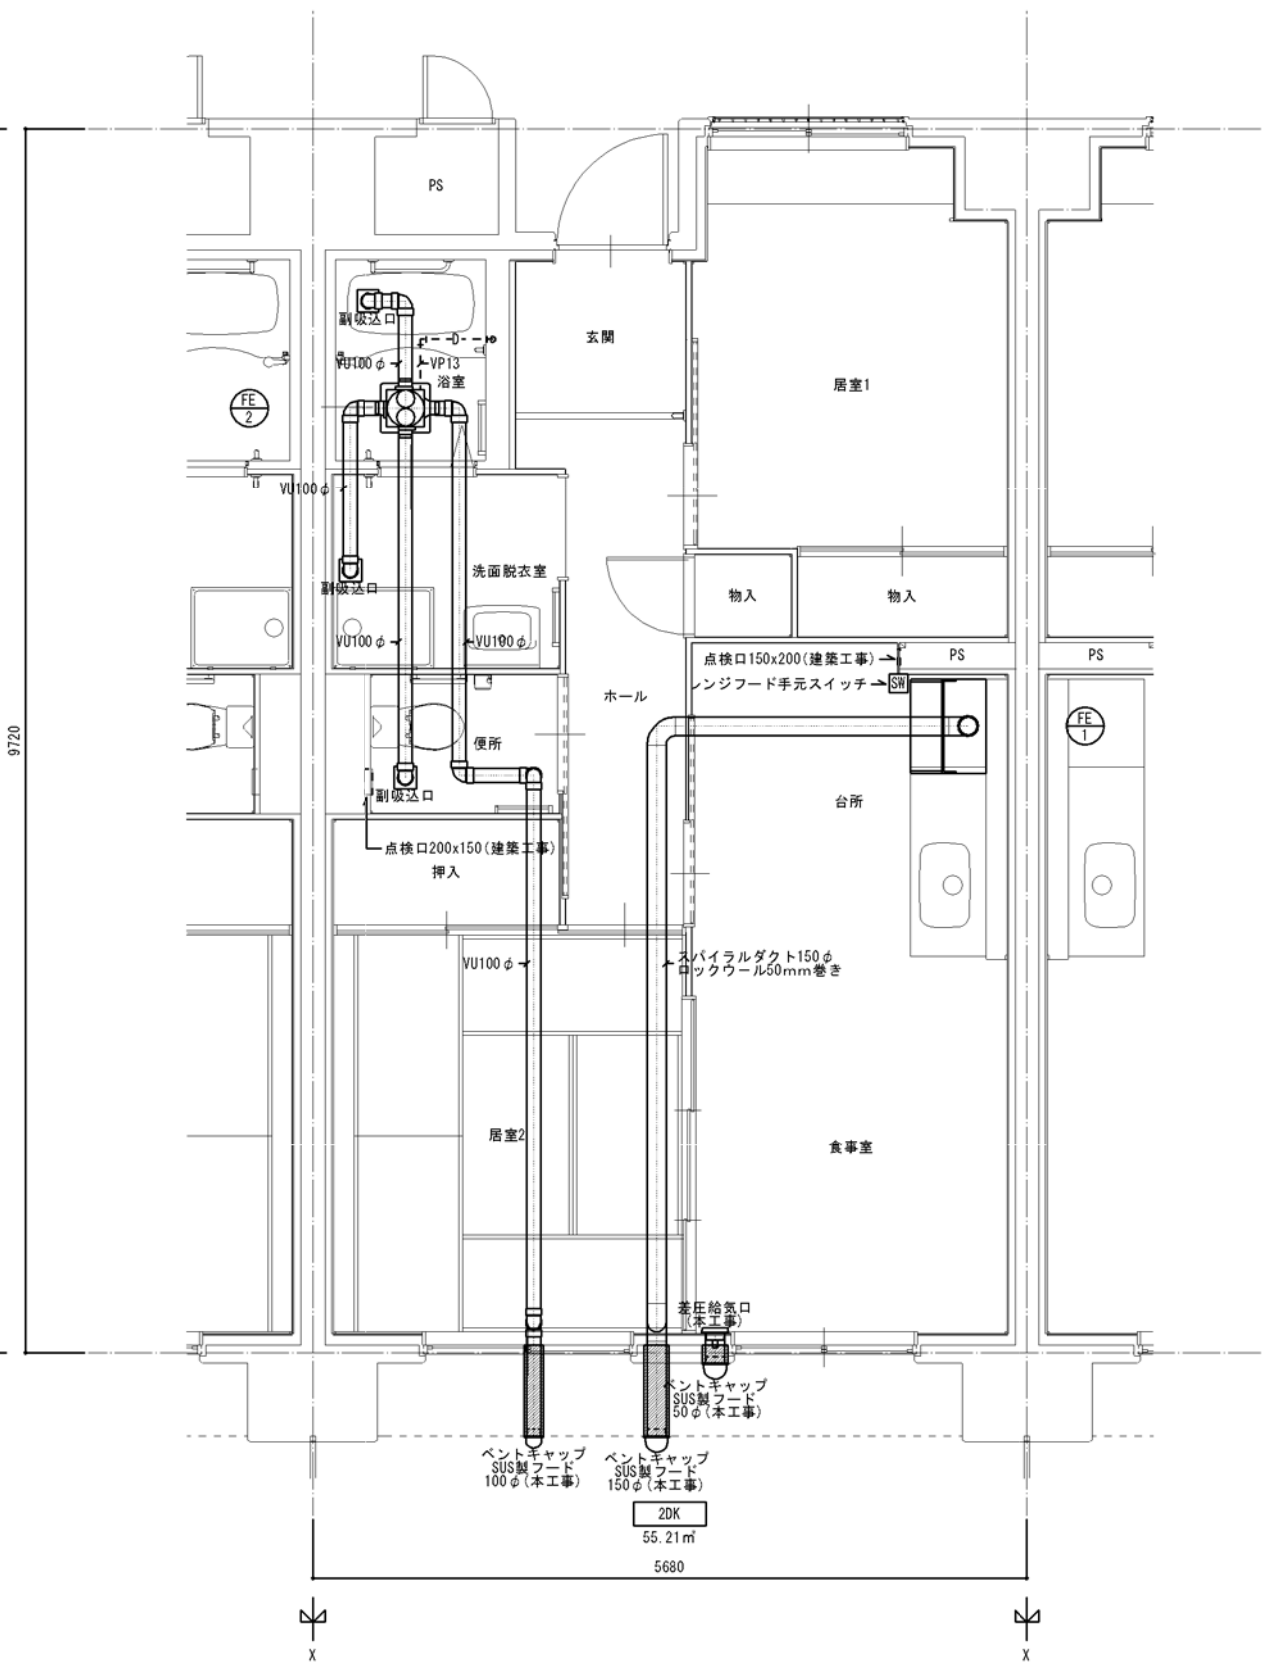 PS
玄関
副吸込口
VU100φ
VP13
浴室
居室1
FE
2
VU100φ
洗面脱衣室
副吸込口
物入
物入
VU100φ
VU100φ
点検口150x200(建築工事)
PS
PS
レンジフード手元スイッチ
SW
ホール
FE
1
便所
9720
副吸込口
台所
点検口200x150(建築工事)
押入
VU100φ
スパイラルダクト150φ
ロックウール50mm巻き
居室2
食事室
差圧給気口
(本工事)
ベントキャップ
SUS製フード
50φ(本工事)
ベントキャップ
SUS製フード
100φ(本工事)
ベントキャップ
SUS製フード
150φ(本工事)
2DK
55.21㎡
5680
X
X